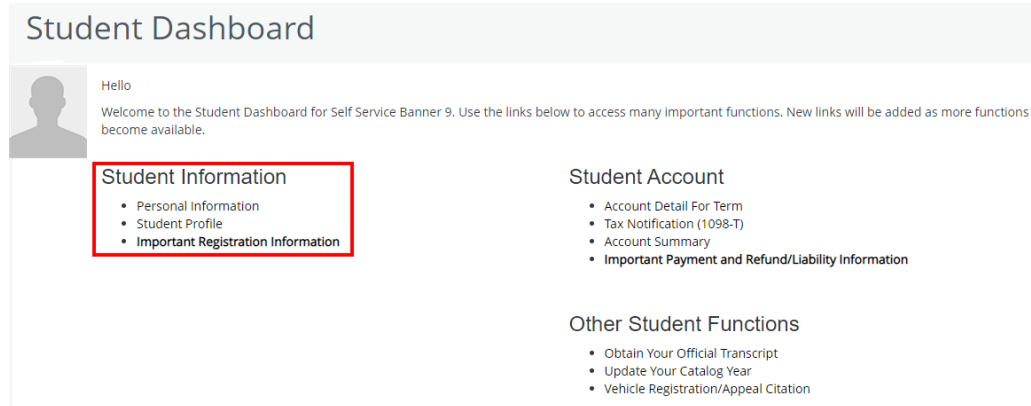 Student Dashboard
Hello
Welcome to the Student Dashboard for Self Service Banner 9. Use the links below to access many important functions. New links will be added as more functions
become available.
Student Information
• Personal Information
• Student Profile
• Important Registration Information
Student Account
• Account Detail For Term
• Tax Notification (1098-T)
• Account Summary
• Important Payment and Refund/Liability Information
Other Student Functions
• Obtain Your Official Transcript
• Update Your Catalog Year
• Vehicle Registration/Appeal Citation